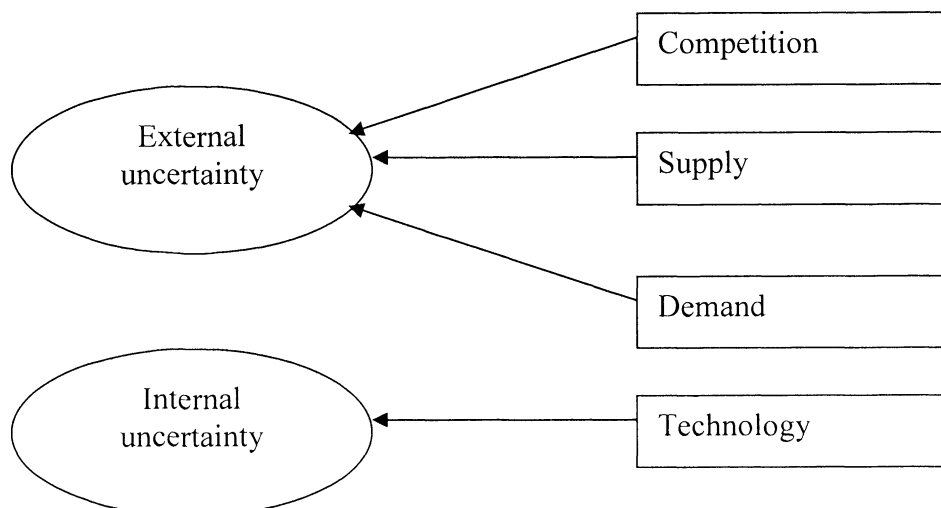 Competition
External
uncertainty
Supply
Demand
Internal
uncertainty
Technology